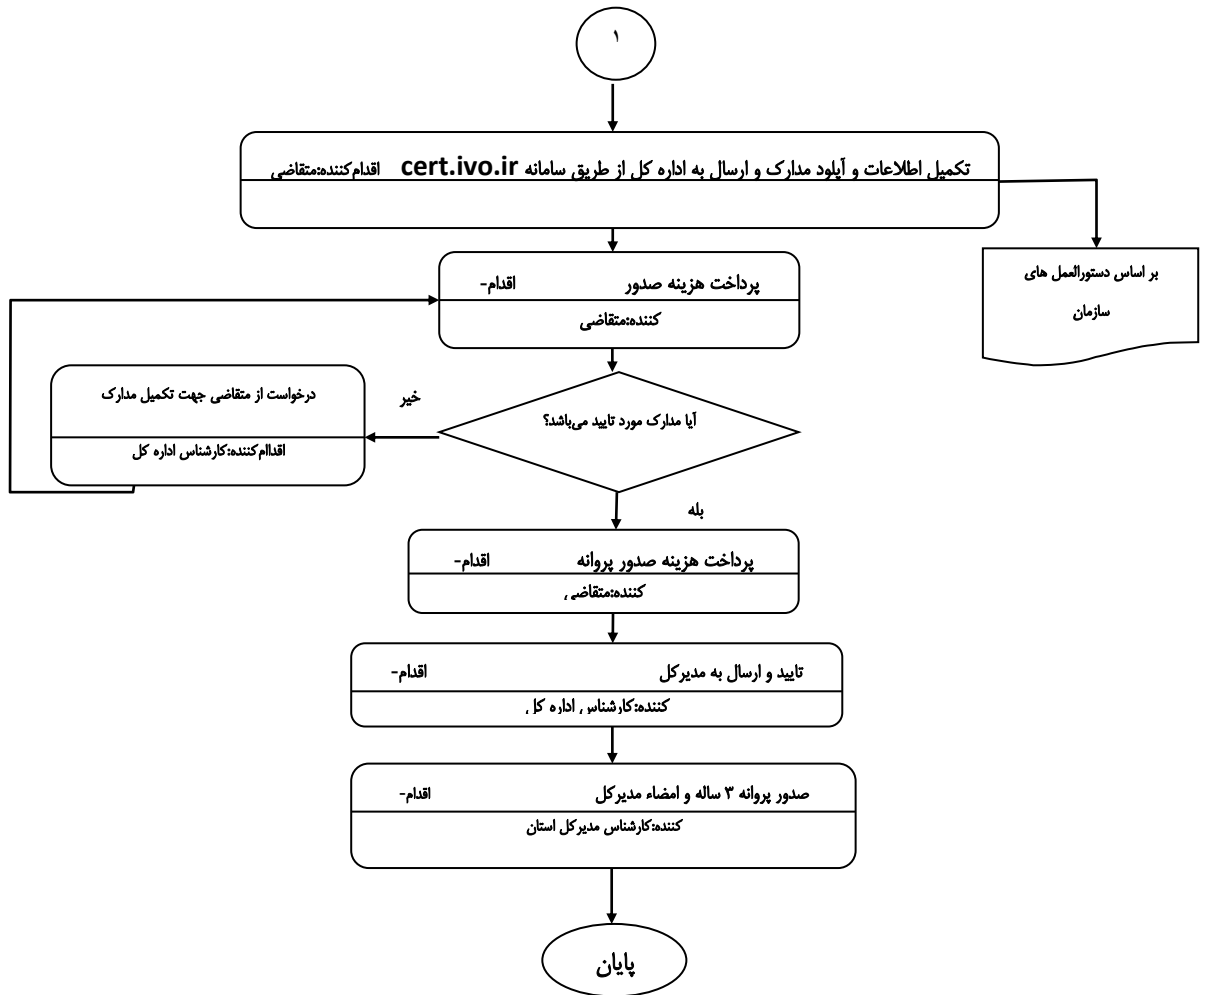 ۱
تکمیل اطلاعات و آپلود مدارک و ارسال به اداره کل از طریق سامانه cert.ivo.ir اقدام‌کننده:متقاضی
بر اساس دستورالعمل های
سازمان
پرداخت هزینه صدور اقدام-
کننده:متقاضی
درخواست از متقاضی جهت تکمیل مدارک
اقداام‌کننده:کارشناس اداره کل
خیر
آیا مدارک مورد تایید می‌باشد؟
بله
پرداخت هزینه صدور پروانه اقدام-
کننده:متقاضی
تایید و ارسال به مدیرکل اقدام-
کننده:کارشناس اداره کل
صدور پروانه ۳ ساله و امضاء مدیرکل اقدام-
کننده:کارشناس مدیرکل استان
پایان